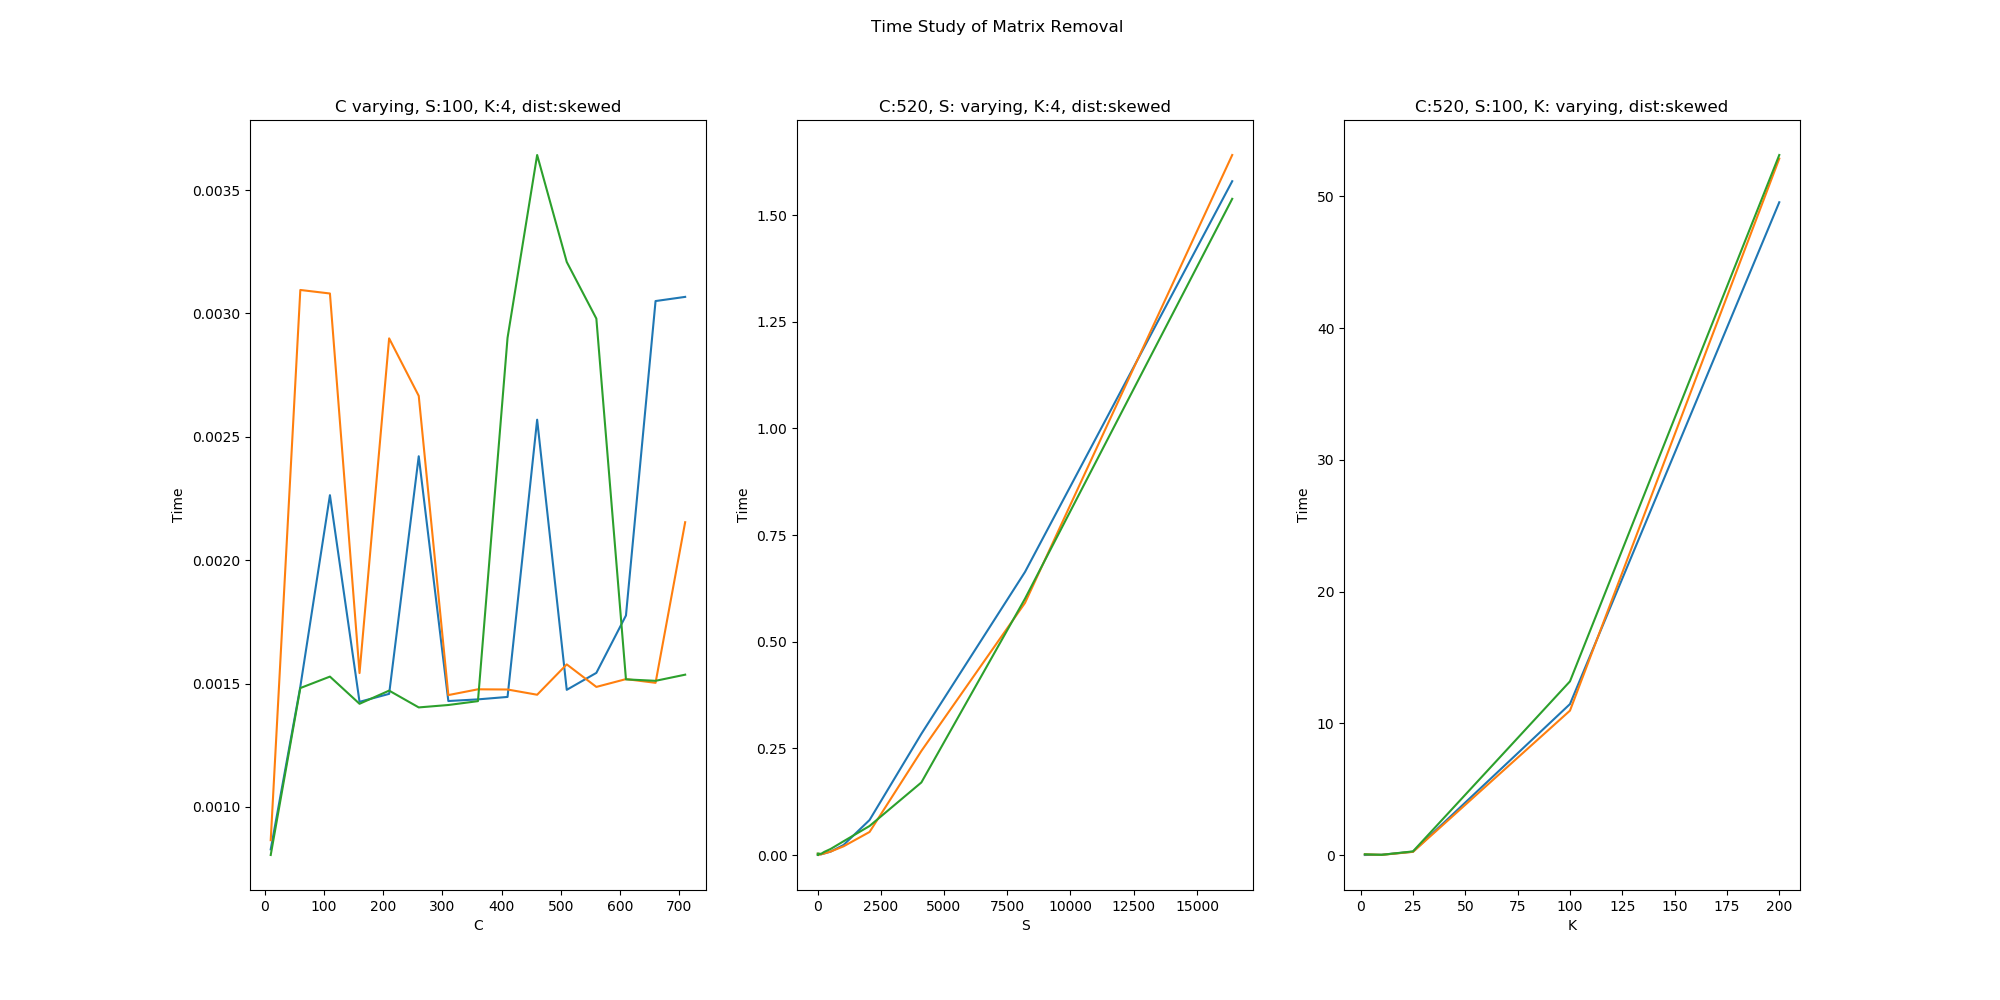 Time Study of Matrix Removal
C varying, S:100, K:4, dist:skewed
Time
0.0035
0.0030
0.0025
0.0020
0.0015
0.0010
0 100 200 300 400 500 600 700
C
C:520, S: varying, K:4, dist:skewed
Time
1.50
1.25
1.00
0.75
0.50
0.25
0.00
0 2500 5000 7500 10000 12500 15000
S
C:520, S:100, K: varying, dist:skewed
Time
50
40
30
20
10
0
0 25 50 75 100 125 150 175 200
K